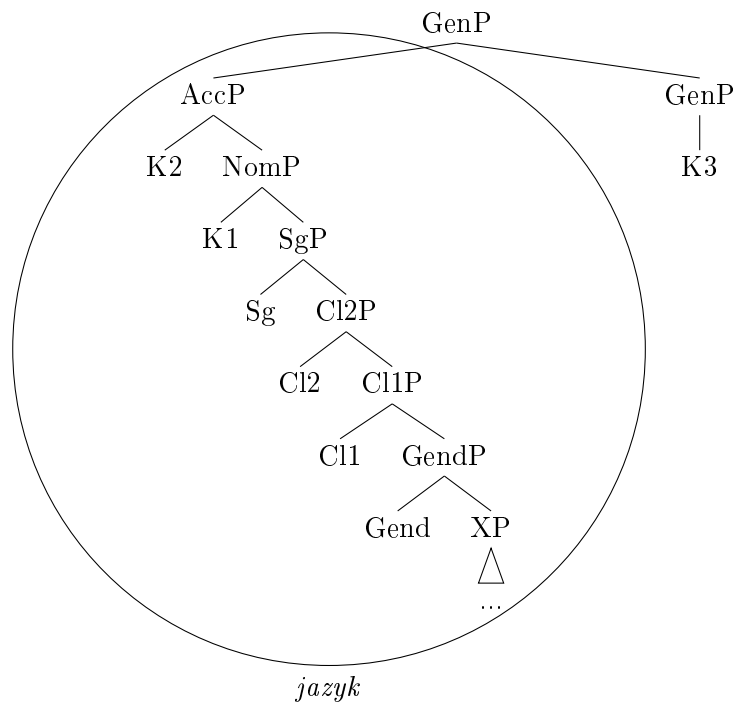 GenP
AccP GenP
K2 NomP K3
K1 SgP
Sg Cl2P
Cl2 Cl1P
Cl1 GendP
Gend XP
...
jazyk